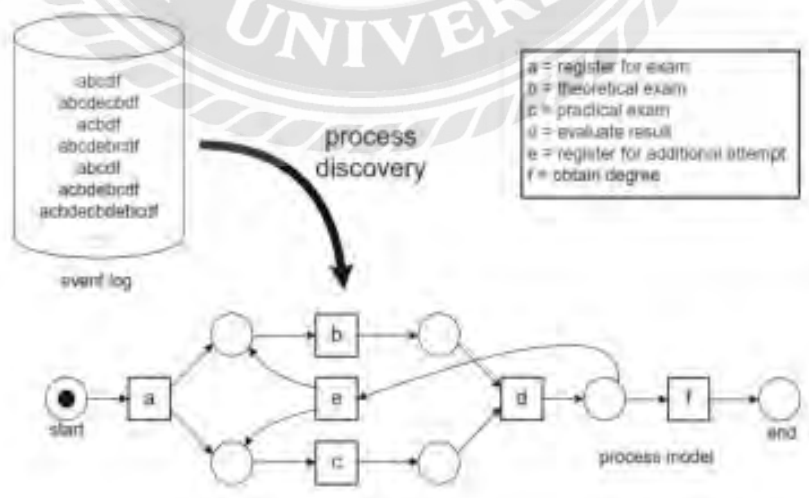 UNIVER
abcdf
abcdecbdf
acbdf
abcdebcdf
abcdf
acbdebcdf
acbdecbdebcdf
event log
process
discovery
a = register for exam
b = theoretical exam
c = practical exam
d = evaluate result
e = register for additional attempt
f = obtain degree
b
a
e
d
f
start
c
end
process model